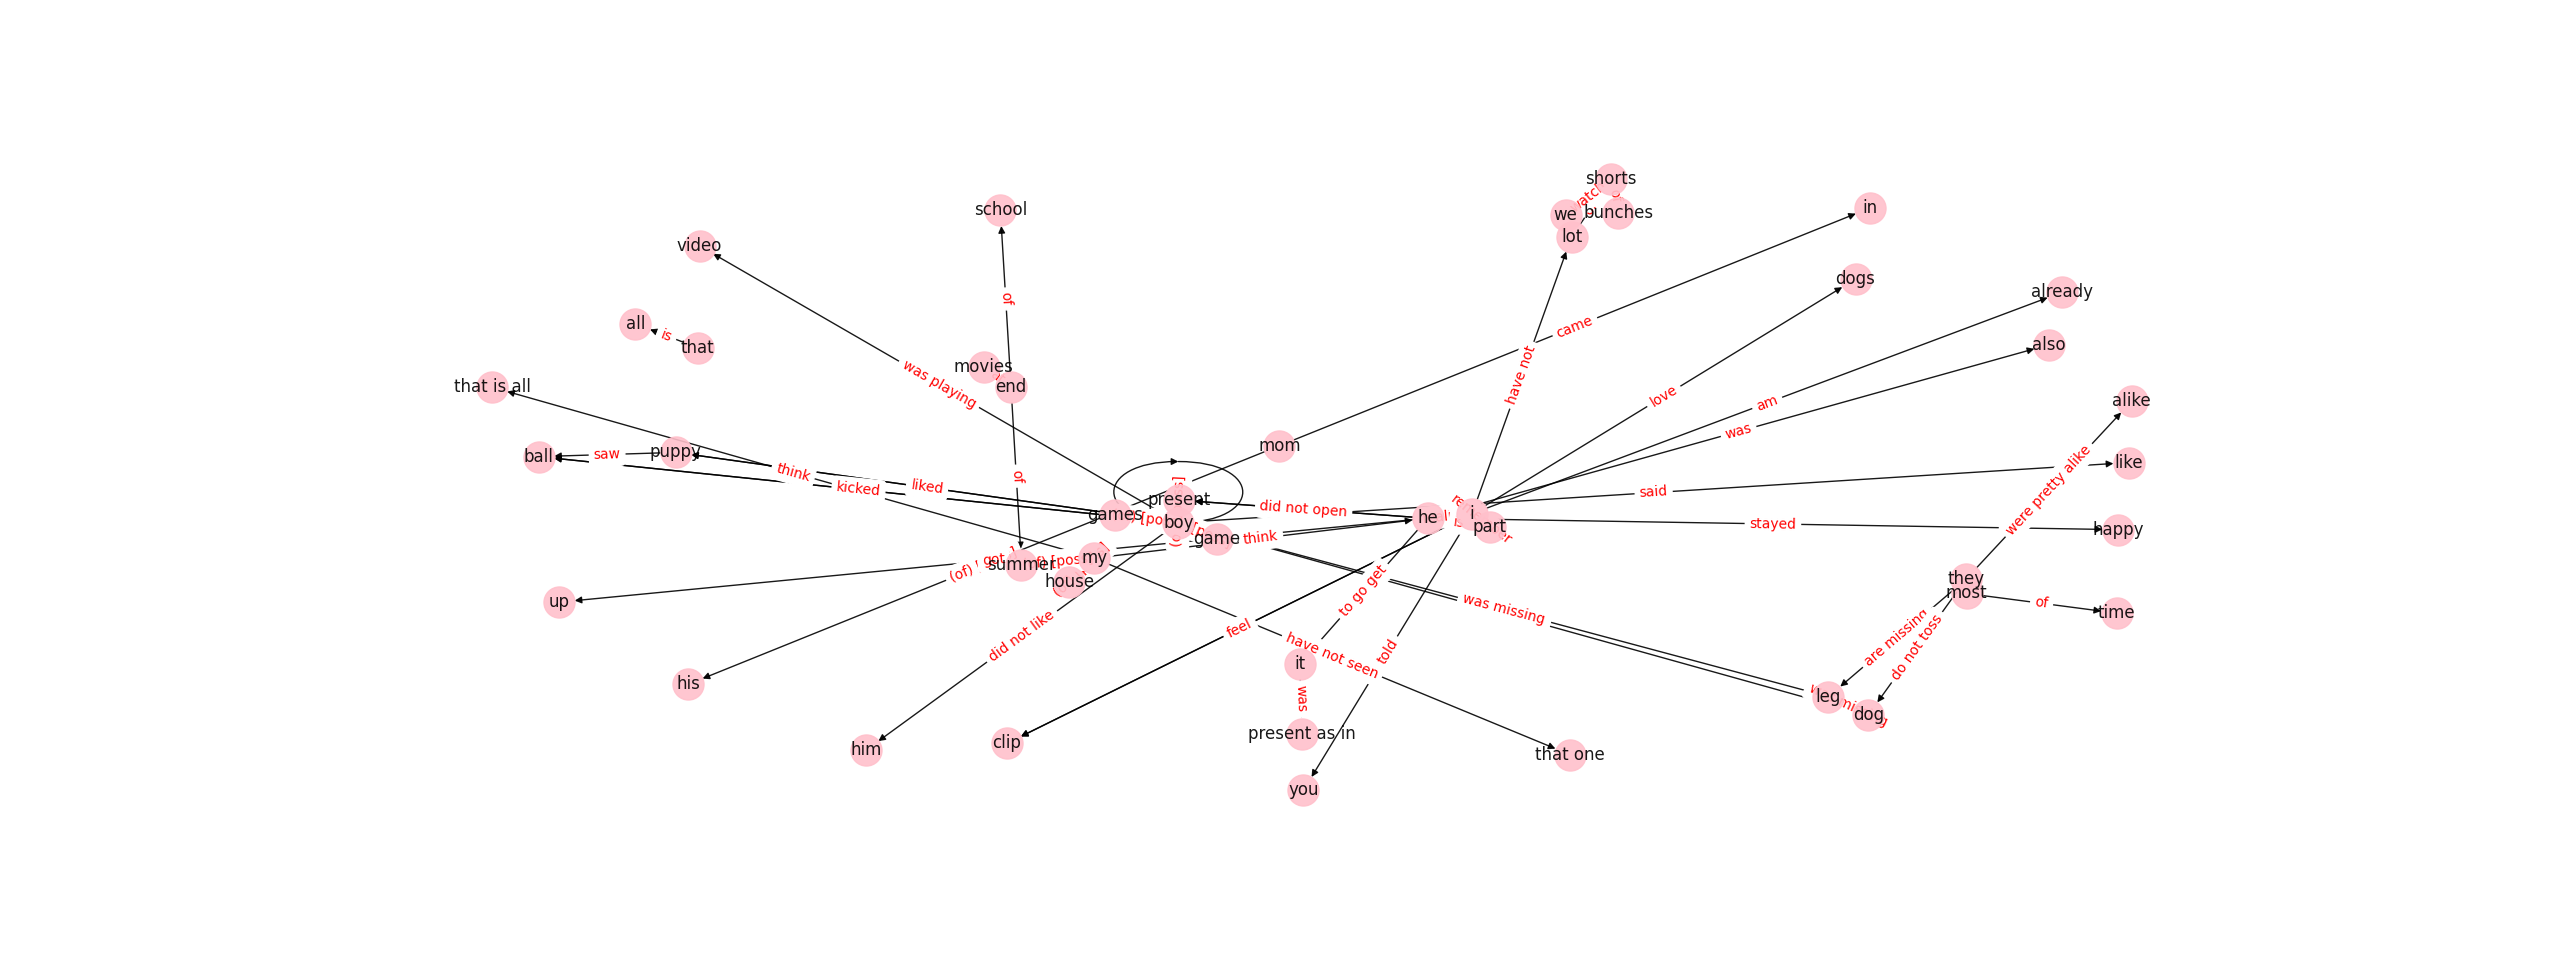 shorts
school
we
bunches
in
lot
video
dogs
of
already
all
is
that
came
also
have not
movies
end
that is all
was playing
love
am
alike
was
mom
ball
saw
puppy
like
think
kicked
liked
of
said
were pretty alike
present
did not open
games
boy
he
i
part
stayed
happy
game
think
my
summer
house
got
(of)
up
to go get
they
most
of
time
was missing
did not like
feel
have not seen
told
are missing
do not toss
it
his
was
leg
dog
present as in
him
clip
that one
you